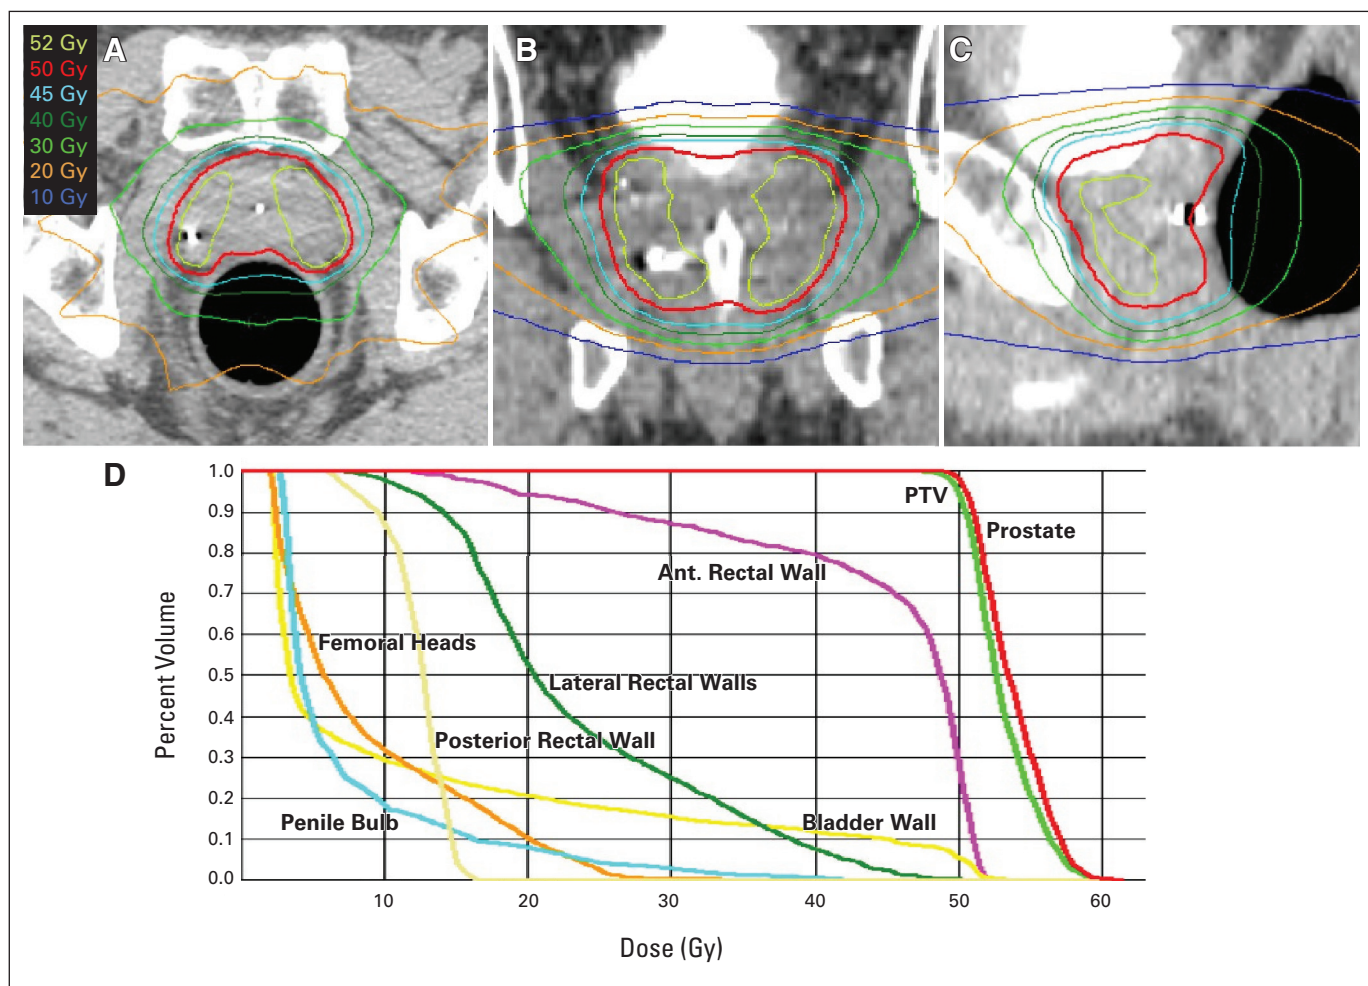 52 Gy
50 Gy
45 Gy
40 Gy
30 Gy
20 Gy
10 Gy
A
B
C
D
Percent Volume
1.0
0.9
0.8
0.7
0.6
0.5
0.4
0.3
0.2
0.1
0.0
PTV
Prostate
Ant. Rectal Wall
Femoral Heads
Lateral Rectal Walls
Posterior Rectal Wall
Penile Bulb
Bladder Wall
10 20 30 40 50 60
Dose (Gy)